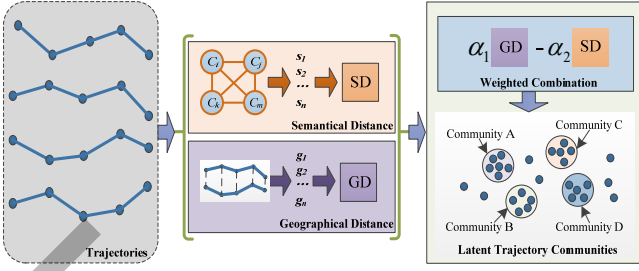 Trajectories
C_i
C_j
C_k
C_m
s_1
s_2
...
s_n
SD
Semantical Distance
g_1
g_2
...
g_n
GD
Geographical Distance
α_1 GD - α_2 SD
Weighted Combination
Community A
Community C
Community B
Community D
Latent Trajectory Communities